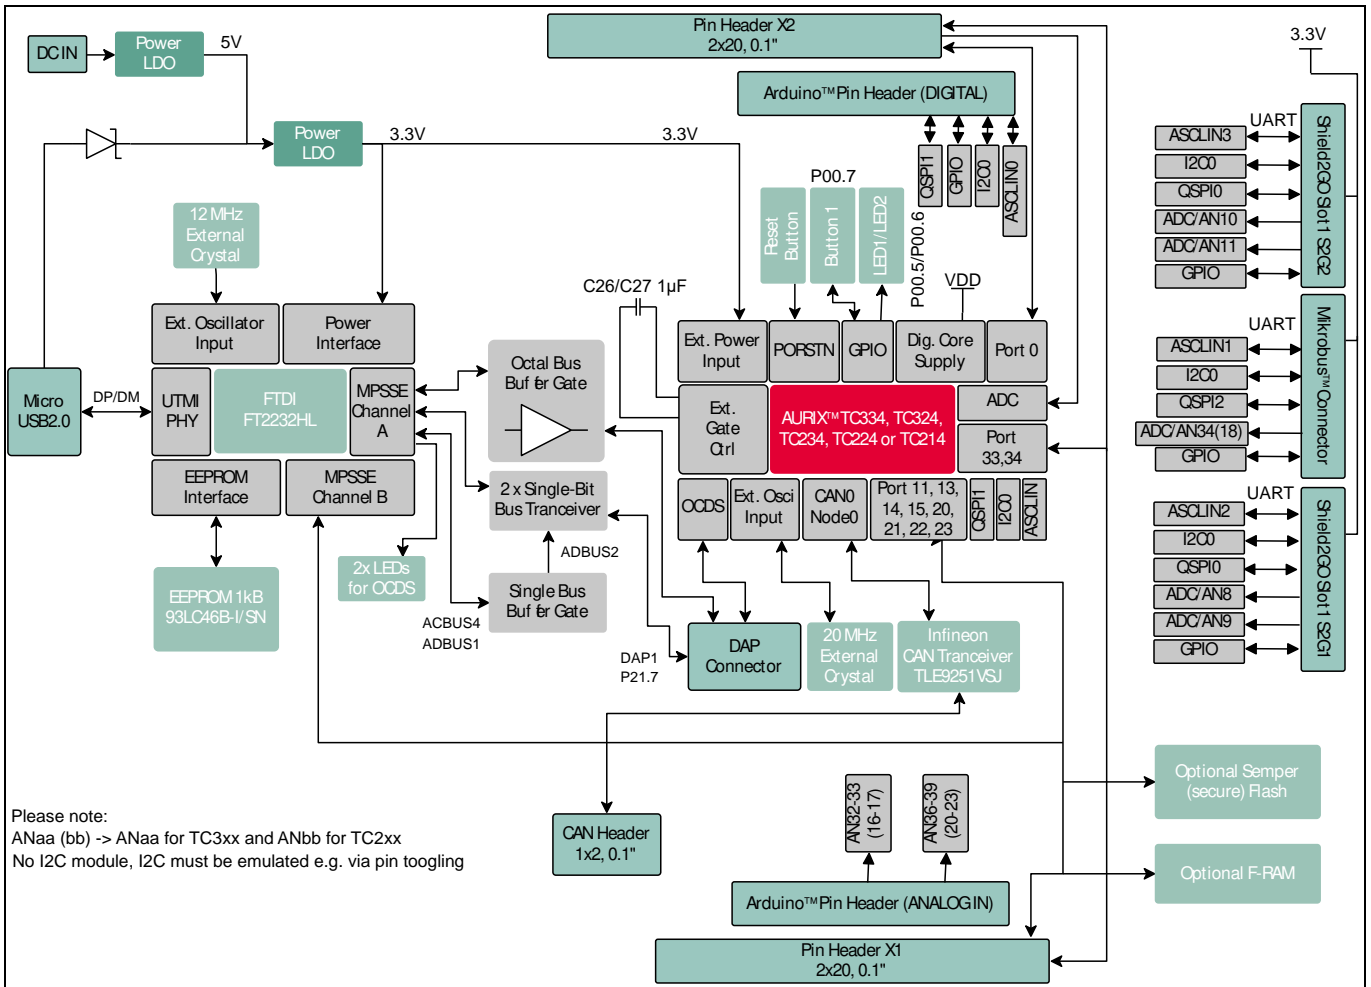 Pin Header X2
2x20, 0.1"
DC IN
Power
LDO
5V
3.3V
Arduino™ Pin Header (DIGITAL)
Power
LDO
3.3V
3.3V
QSPI1
GPIO
I2C0
ASCLIN0
UART
ASCLIN3
I2C0
QSPI0
ADC/AN10
ADC/AN11
GPIO
Shield2GO Slot1 S2G2
12 MHz
External
Crystal
P00.7
Reset
Button
Button 1
LED1/LED2
P00.5/P00.6
VDD
C26/C27 1µF
Ext. Oscillator
Input
Power
Interface
Ext. Power
Input
PORSTN
GPIO
Dig. Core
Supply
Port 0
UART
ASCLIN1
I2C0
QSPI2
ADC/AN34(18)
GPIO
Mikrobus™ Connector
Micro
USB2.0
DP/DM
UTMI
PHY
FTDI
FT2232HL
MPSSE
Channel
A
Octal Bus
Buffer Gate
Ext.
Gate
Ctrl
AURIX™ TC334, TC324,
TC234, TC224 or TC214
ADC
Port
33,34
EEPROM
Interface
MPSSE
Channel B
2 x Single-Bit
Bus Tranceiver
OCDS
Ext. Osci
Input
CAN0
Node0
Port 11, 13,
14, 15, 20,
21, 22, 23
QSPI1
I2C0
ASCLIN
UART
ASCLIN2
I2C0
QSPI0
ADC/AN8
ADC/AN9
GPIO
Shield2GO Slot1 S2G1
ADBUS2
EEPROM 1kB
93LC46B-I/SN
2x LEDs
for OCDS
Single Bus
Buffer Gate
ACBUS4
ADBUS1
DAP1
P21.7
DAP
Connector
20 MHz
External
Crystal
Infineon
CAN Tranceiver
TLE9251VSJ
Optional Semper
(secure) Flash
AN32-33
(16-17)
AN36-39
(20-23)
Please note:
ANaa (bb) -> ANaa for TC3xx and ANbb for TC2xx
No I2C module, I2C must be emulated e.g. via pin toogling
CAN Header
1x2, 0.1"
Optional F-RAM
Arduino™ Pin Header (ANALOG IN)
Pin Header X1
2x20, 0.1"